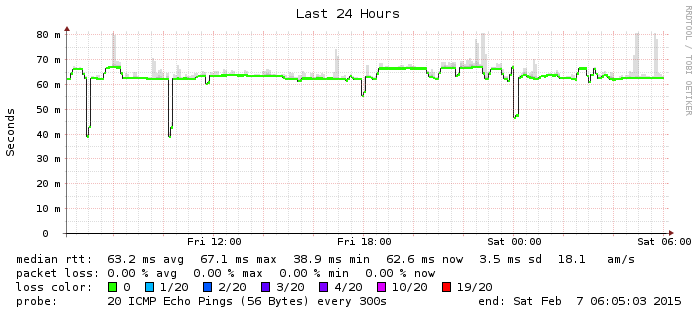 Last 24 Hours
RRDTOOL / TOBI OETIKER
Seconds
80 m
70 m
60 m
50 m
40 m
30 m
20 m
10 m
0
Fri 12:00 Fri 18:00 Sat 00:00 Sat 06:00
median rtt: 63.2 ms avg 67.1 ms max 38.9 ms min 62.6 ms now 3.5 ms sd 18.1 am/s
packet loss: 0.00 % avg 0.00 % max 0.00 % min 0.00 % now
loss color: 0 1/20 2/20 3/20 4/20 10/20 19/20
probe: 20 ICMP Echo Pings (56 Bytes) every 300s end: Sat Feb 7 06:05:03 2015